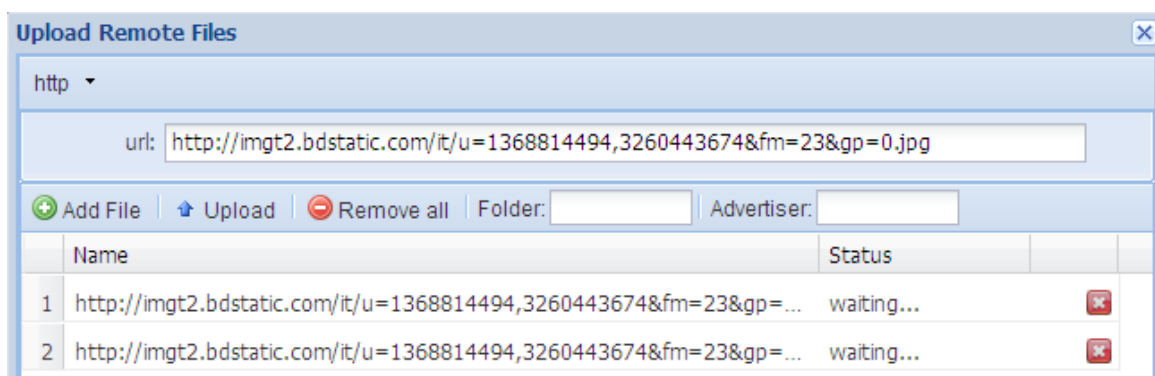 Upload Remote Files
http
url: http://imgt2.bdstatic.com/it/u=1368814494,3260443674&fm=23&gp=0.jpg
Add File Upload Remove all Folder: Advertiser:
Name Status
1 http://imgt2.bdstatic.com/it/u=1368814494,3260443674&fm=23&gp=... waiting...
2 http://imgt2.bdstatic.com/it/u=1368814494,3260443674&fm=23&gp=... waiting...